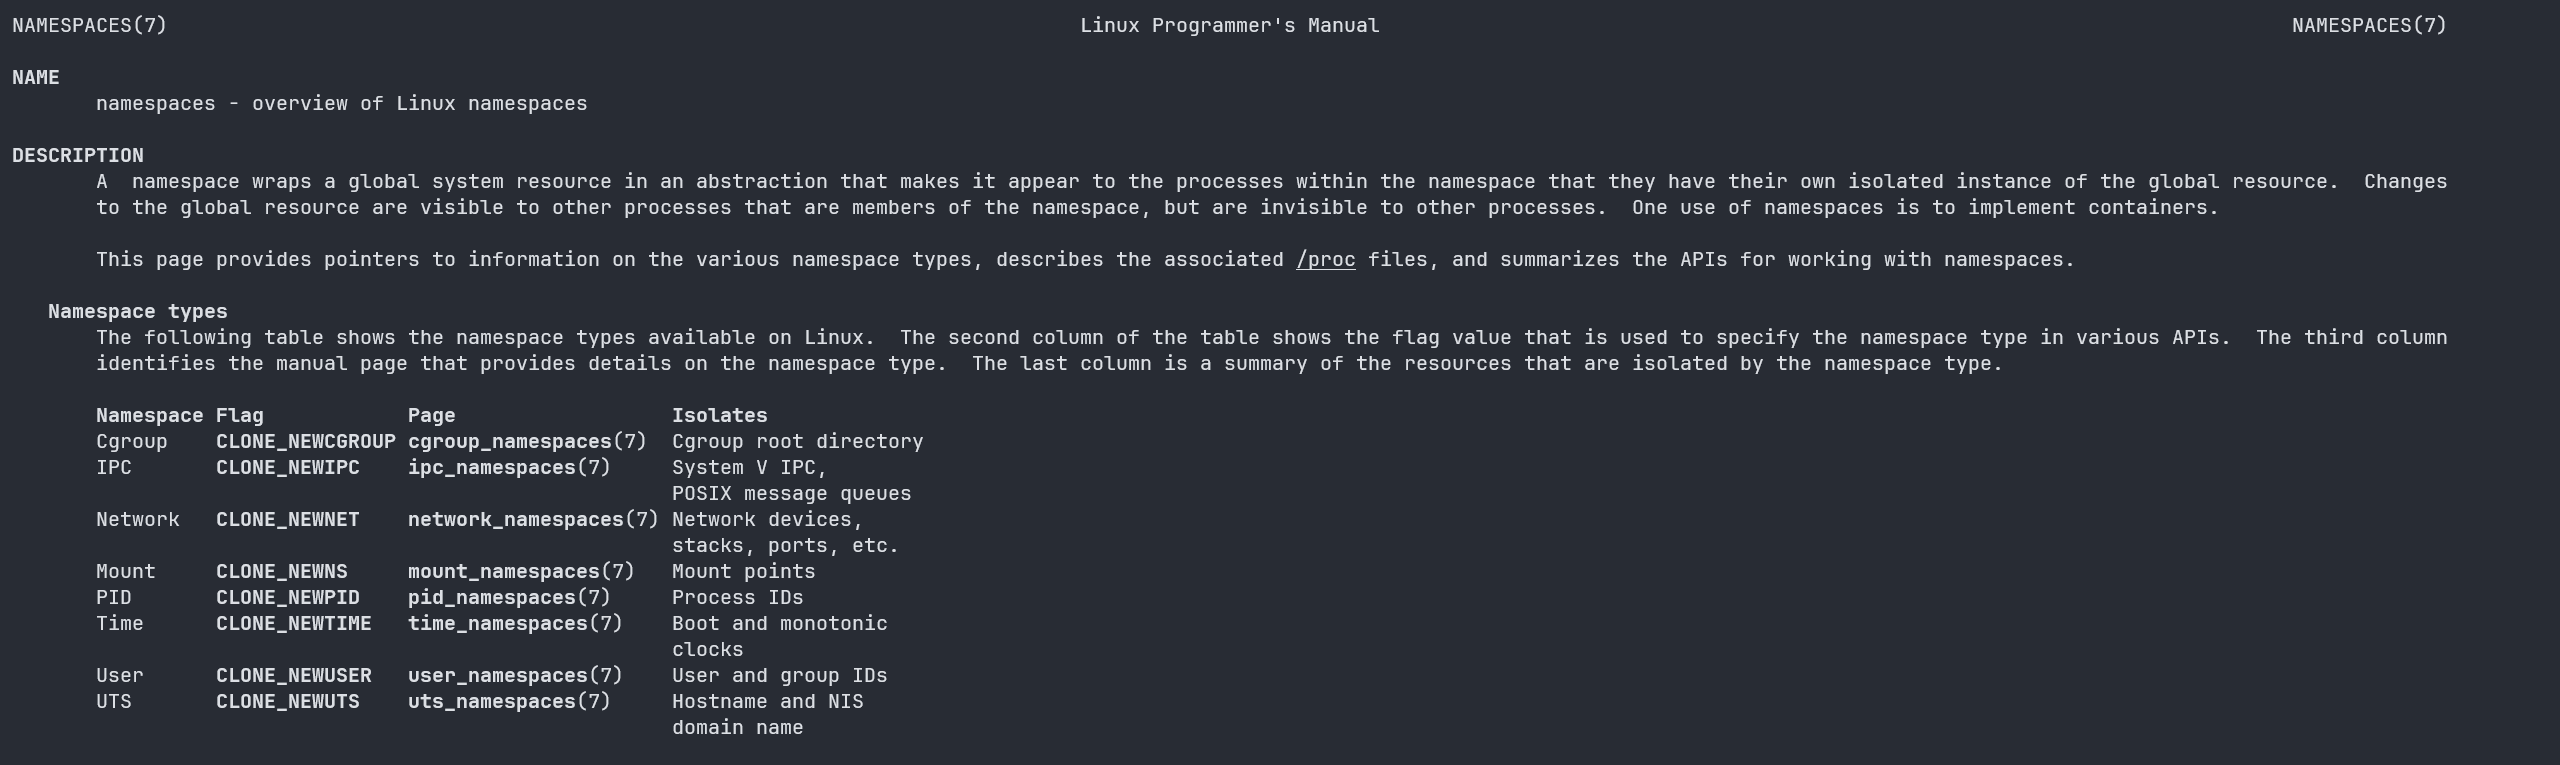 NAMESPACES(7) Linux Programmer's Manual NAMESPACES(7)
NAME
namespaces - overview of Linux namespaces
DESCRIPTION
A  namespace wraps a global system resource in an abstraction that makes it appear to the processes within the namespace that they have their own isolated instance of the global resource.  Changes
to the global resource are visible to other processes that are members of the namespace, but are invisible to other processes.  One use of namespaces is to implement containers.
This page provides pointers to information on the various namespace types, describes the associated /proc files, and summarizes the APIs for working with namespaces.
Namespace types
The following table shows the namespace types available on Linux.  The second column of the table shows the flag value that is used to specify the namespace type in various APIs.  The third column
identifies the manual page that provides details on the namespace type.  The last column is a summary of the resources that are isolated by the namespace type.
Namespace Flag Page Isolates
Cgroup CLONE_NEWCGROUP cgroup_namespaces(7) Cgroup root directory
IPC CLONE_NEWIPC ipc_namespaces(7) System V IPC,
POSIX message queues
Network CLONE_NEWNET network_namespaces(7) Network devices,
stacks, ports, etc.
Mount CLONE_NEWNS mount_namespaces(7) Mount points
PID CLONE_NEWPID pid_namespaces(7) Process IDs
Time CLONE_NEWTIME time_namespaces(7) Boot and monotonic
clocks
User CLONE_NEWUSER user_namespaces(7) User and group IDs
UTS CLONE_NEWUTS uts_namespaces(7) Hostname and NIS
domain name